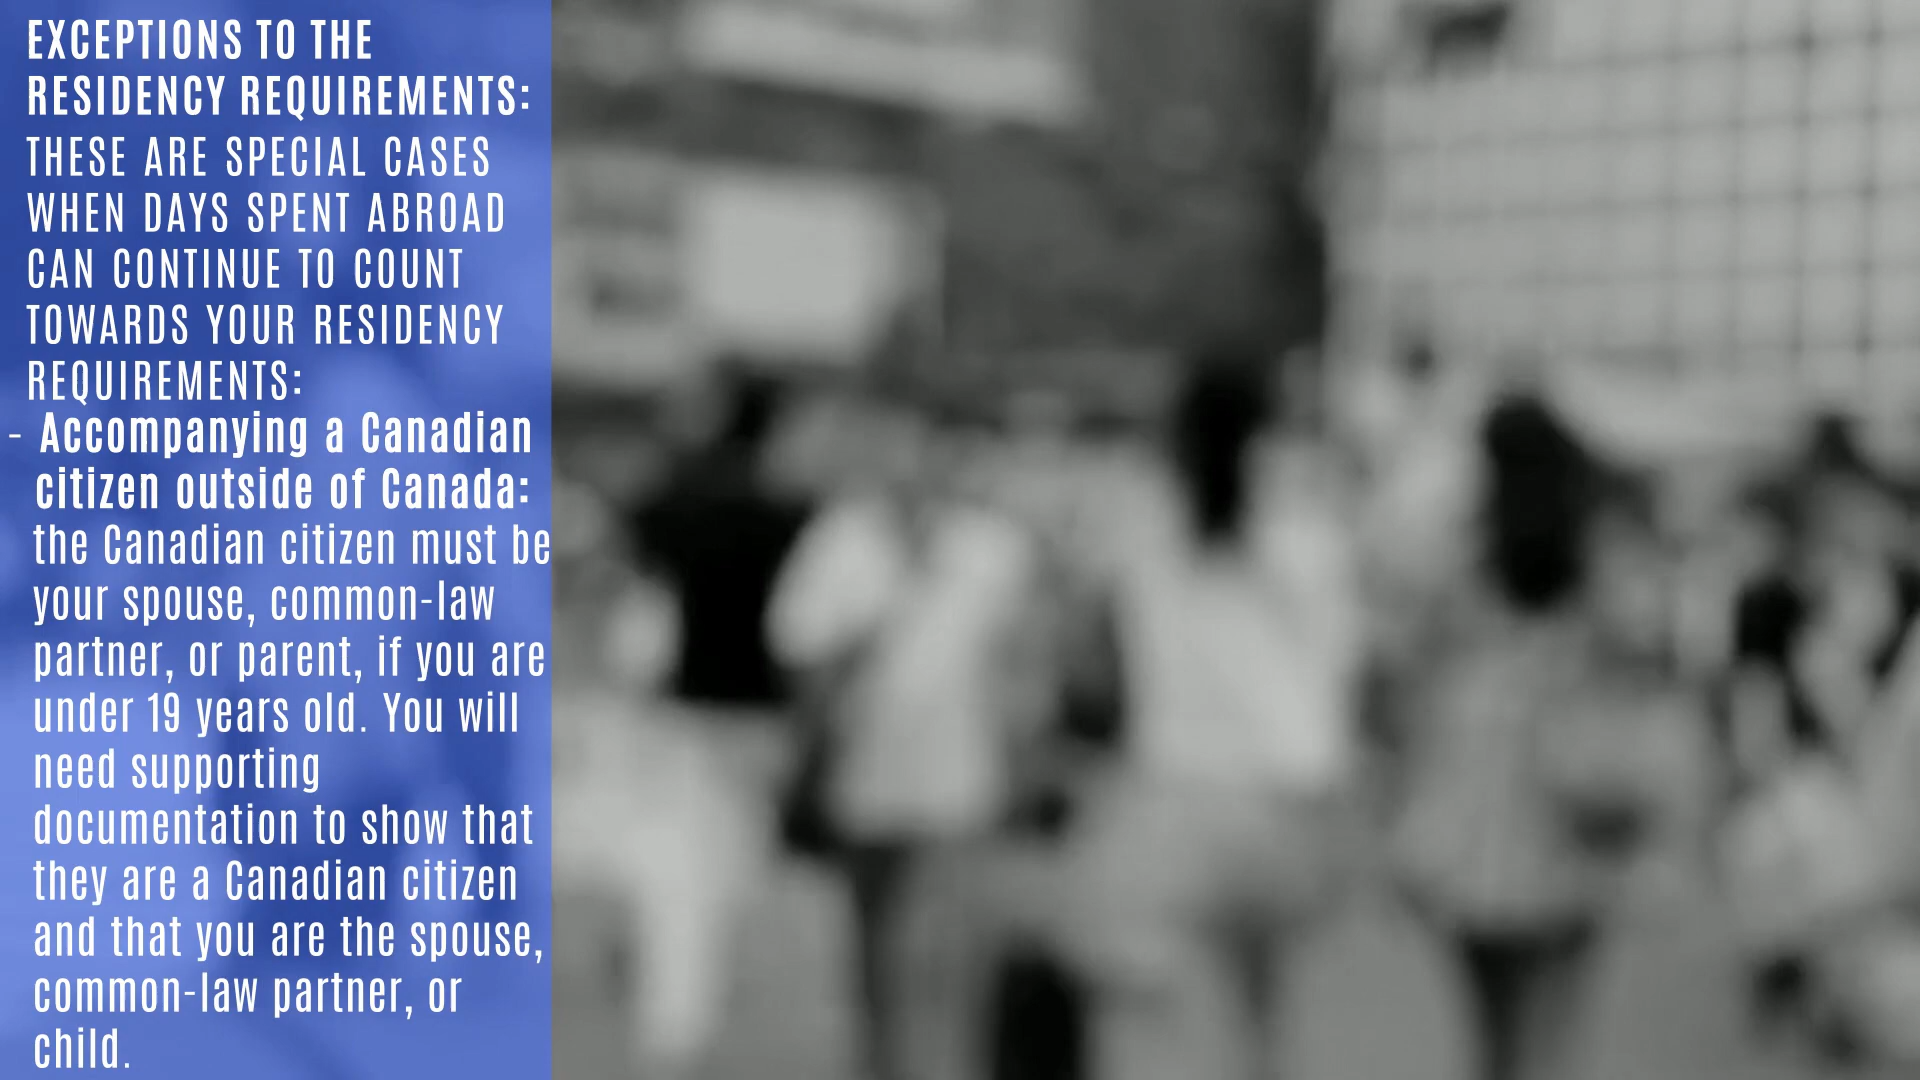 EXCEPTIONS TO THE
RESIDENCY REQUIREMENTS:
THESE ARE SPECIAL CASES
WHEN DAYS SPENT ABROAD
CAN CONTINUE TO COUNT
TOWARDS YOUR RESIDENCY
REQUIREMENTS:
- Accompanying a Canadian
citizen outside of Canada:
the Canadian citizen must be
your spouse, common-law
partner, or parent, if you are
under 19 years old. You will
need supporting
documentation to show that
they are a Canadian citizen
and that you are the spouse,
common-law partner, or
child.